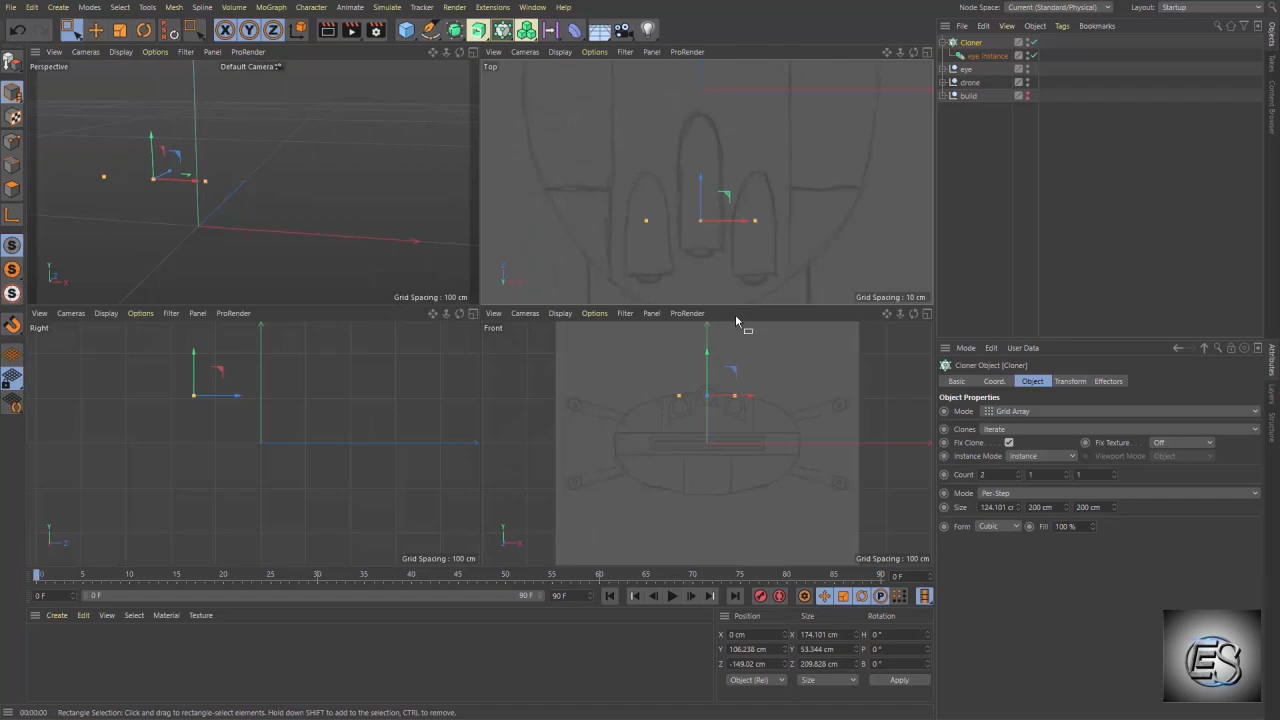 File Edit Create Modes Select Tools Mesh Spline Volume MoGraph Character Animate Simulate Tracker Render Extensions Window Help Node Space: Current (Standard/Physical) Layout: Startup
File Edit View Object Tags Bookmarks
View Cameras Display Options Filter Panel ProRender View Cameras Display Options Filter Panel ProRender
Perspective Default Camera Top
Cloner
eye instance
eye
drone
build
Grid Spacing : 100 cm Grid Spacing : 10 cm
View Cameras Display Options Filter Panel ProRender View Cameras Display Options Filter Panel ProRender
Right Front
Grid Spacing : 100 cm Grid Spacing : 100 cm
Mode Edit User Data
Cloner Object [Cloner]
Basic Coord. Object Transform Effectors
Object Properties
Mode Grid Array
Clones Iterate
Fix Clone Fix Texture Off
Instance Mode Instance Viewport Mode Object
Count 2 1 1
Mode Per-Step
Size 124.101 cr 200 cm 200 cm
Form Cubic Fill 100 %
0 5 10 15 20 25 30 35 40 45 50 55 60 65 70 75 80 85 90 0 F
0 F 0 F 90 F 90 F
Create Edit View Select Material Texture
Position Size Rotation
X 0 cm X 174.101 cm H 0 °
Y 106.238 cm Y 53.344 cm P 0 °
Z -149.02 cm Z 209.828 cm B 0 °
Object (Rel) Size Apply
ES
00:00:00 Rectangle Selection: Click and drag to rectangle-select elements. Hold down SHIFT to add to the selection, CTRL to remove.
Objects
Takes
Content Browser
Attributes
Layers
Structure